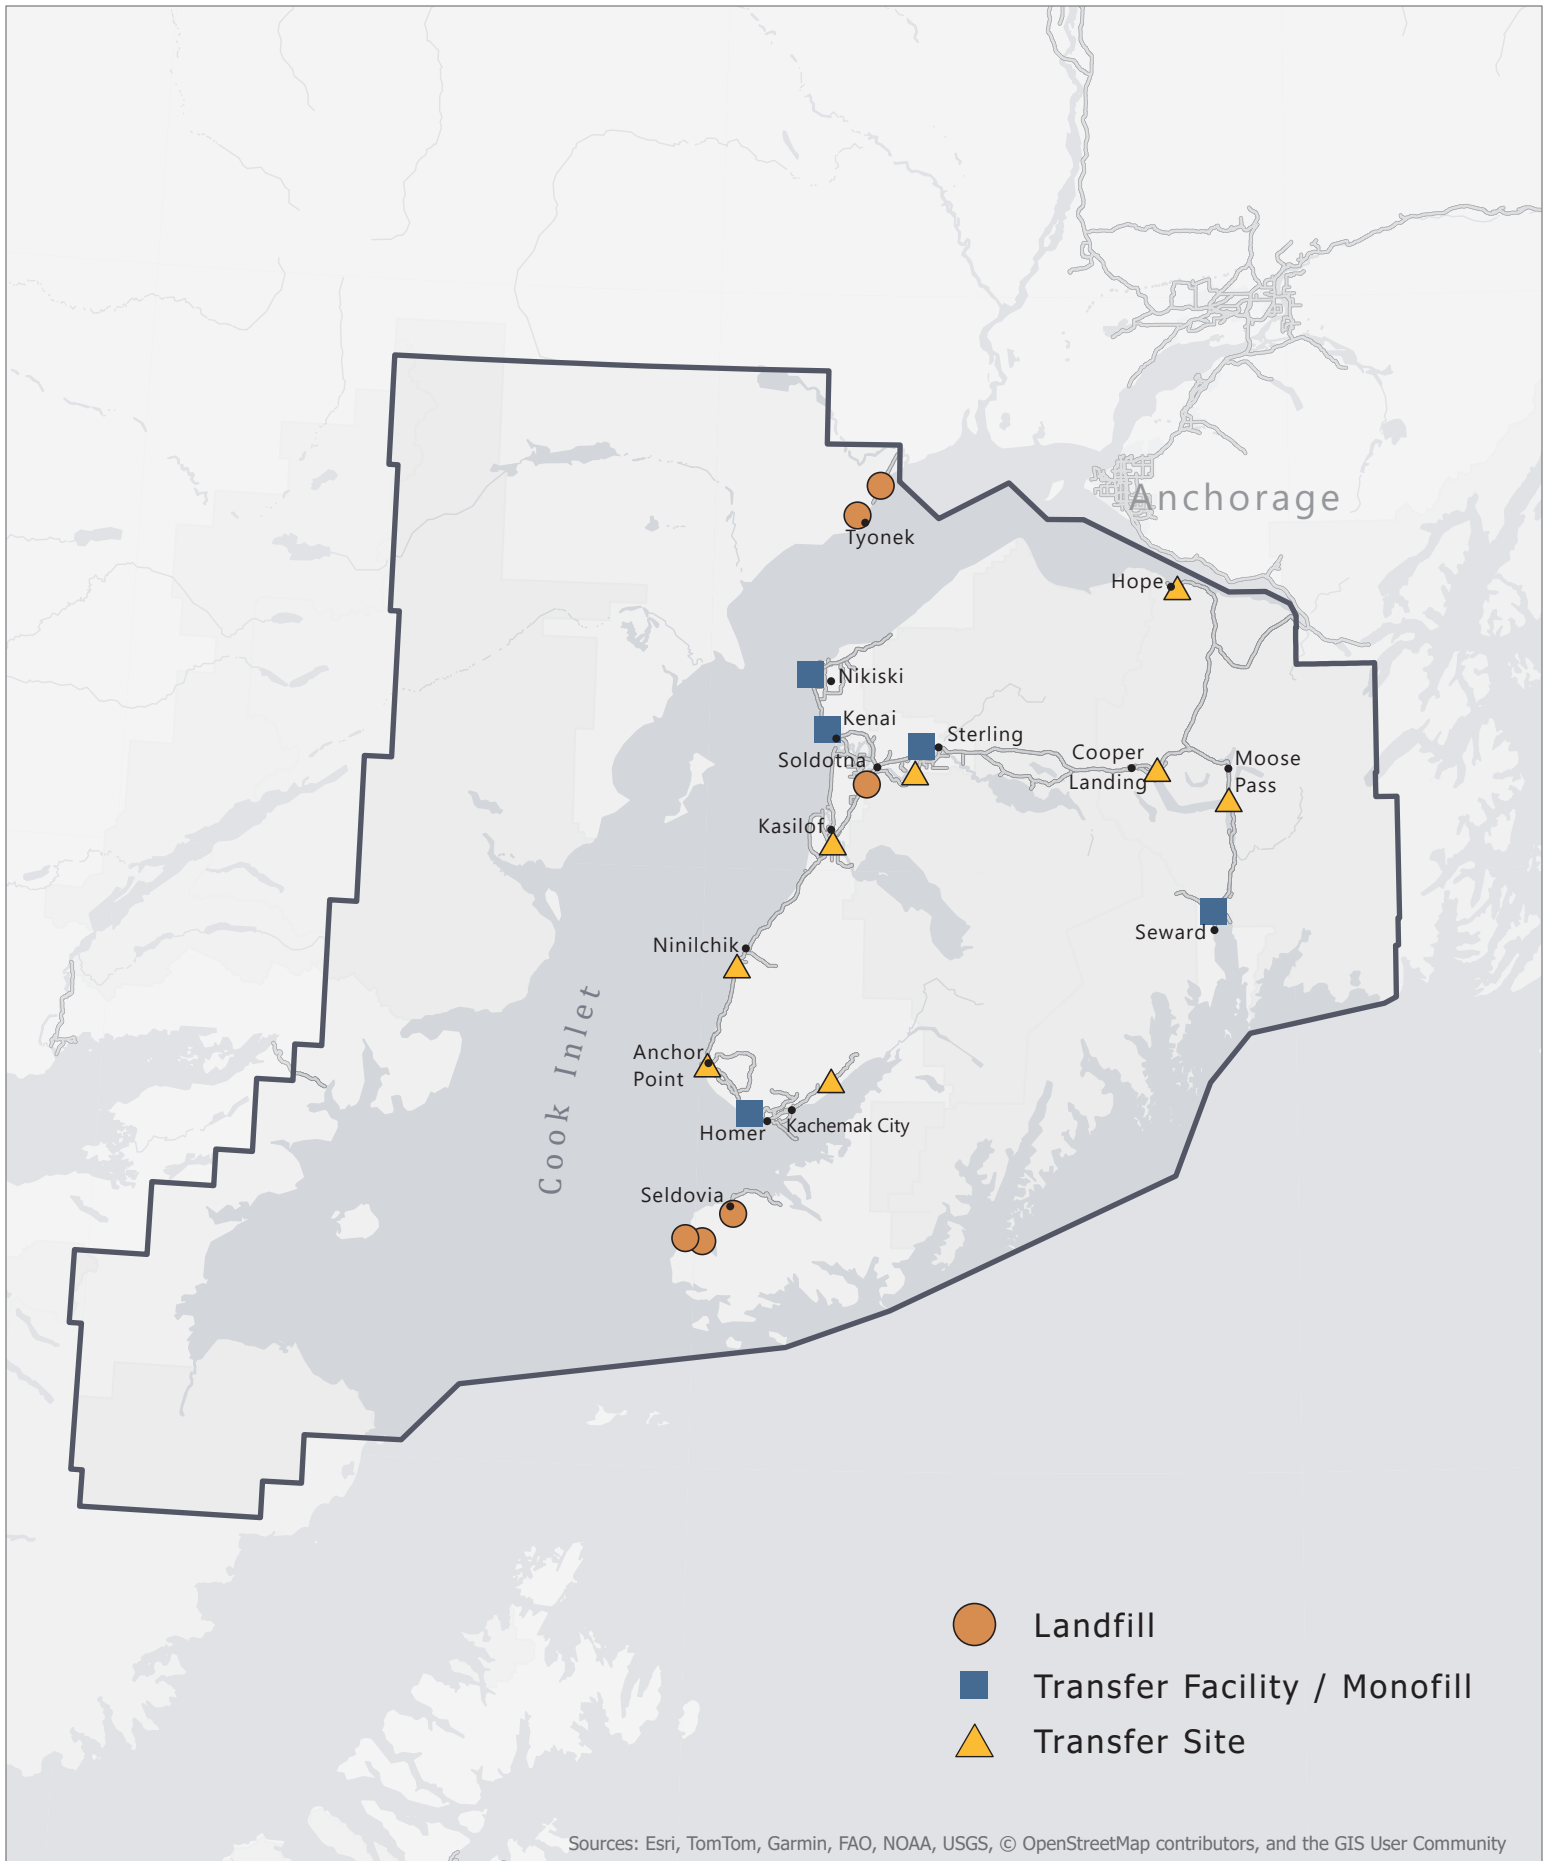 Anchorage
Tyonek
Hope
Nikiski
Kenai
Sterling
Soldotna
Cooper
Landing
Moose
Pass
Kasilof
Seward
Ninilchik
Cook Inlet
Anchor
Point
Homer
Kachemak City
Seldovia
Landfill
Transfer Facility / Monofill
Transfer Site
Sources: Esri, TomTom, Garmin, FAO, NOAA, USGS, © OpenStreetMap contributors, and the GIS User Community